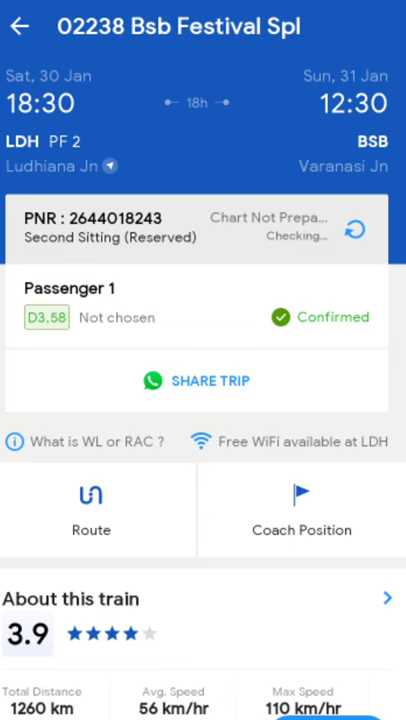 02238 Bsb Festival Spl
Sat, 30 Jan
Sun, 31 Jan
18:30
18h
12:30
LDH PF 2
BSB
Ludhiana Jn
Varanasi Jn
PNR : 2644018243
Chart Not Prepa...
Second Sitting (Reserved)
Checking...
Passenger 1
D3,58 Not chosen
Confirmed
SHARE TRIP
What is WL or RAC ?
Free WiFi available at LDH
Route
Coach Position
About this train
3.9
Total Distance
Avg. Speed
Max Speed
1260 km
56 km/hr
110 km/hr